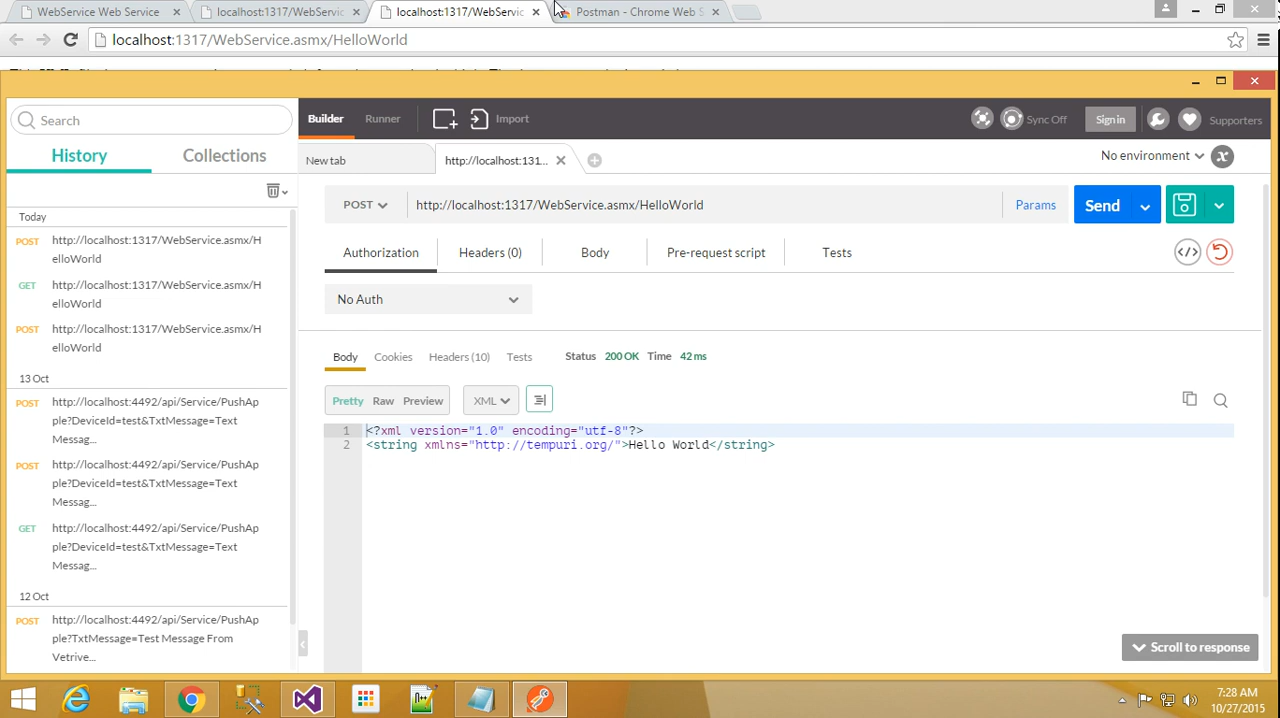 WebService Web Service
localhost:1317/WebServic
localhost:1317/WebServic
Postman - Chrome Web S
localhost:1317/WebService.asmx/HelloWorld
Search
Builder
Runner
Import
Sync Off
Sign in
Supporters
History
Collections
New tab
http://localhost:131...
No environment
x
Today
POST
http://localhost:1317/WebService.asmx/H
elloWorld
GET
http://localhost:1317/WebService.asmx/H
elloWorld
POST
http://localhost:1317/WebService.asmx/H
elloWorld
13 Oct
POST
http://localhost:4492/api/Service/PushAp
ple?DeviceId=test&TxtMessage=Text
Messag...
POST
http://localhost:4492/api/Service/PushAp
ple?DeviceId=test&TxtMessage=Text
Messag...
GET
http://localhost:4492/api/Service/PushAp
ple?DeviceId=test&TxtMessage=Text
Messag...
12 Oct
POST
http://localhost:4492/api/Service/PushAp
ple?TxtMessage=Test Message From
Vetrive...
POST
http://localhost:1317/WebService.asmx/HelloWorld
Params
Send
Authorization
Headers (0)
Body
Pre-request script
Tests
No Auth
Body
Cookies
Headers (10)
Tests
Status 200 OK Time 42 ms
Pretty
Raw
Preview
XML
1 <?xml version="1.0" encoding="utf-8"?>
2 <string xmlns="http://tempuri.org/">Hello World</string>
Scroll to response
7:28 AM
10/27/2015